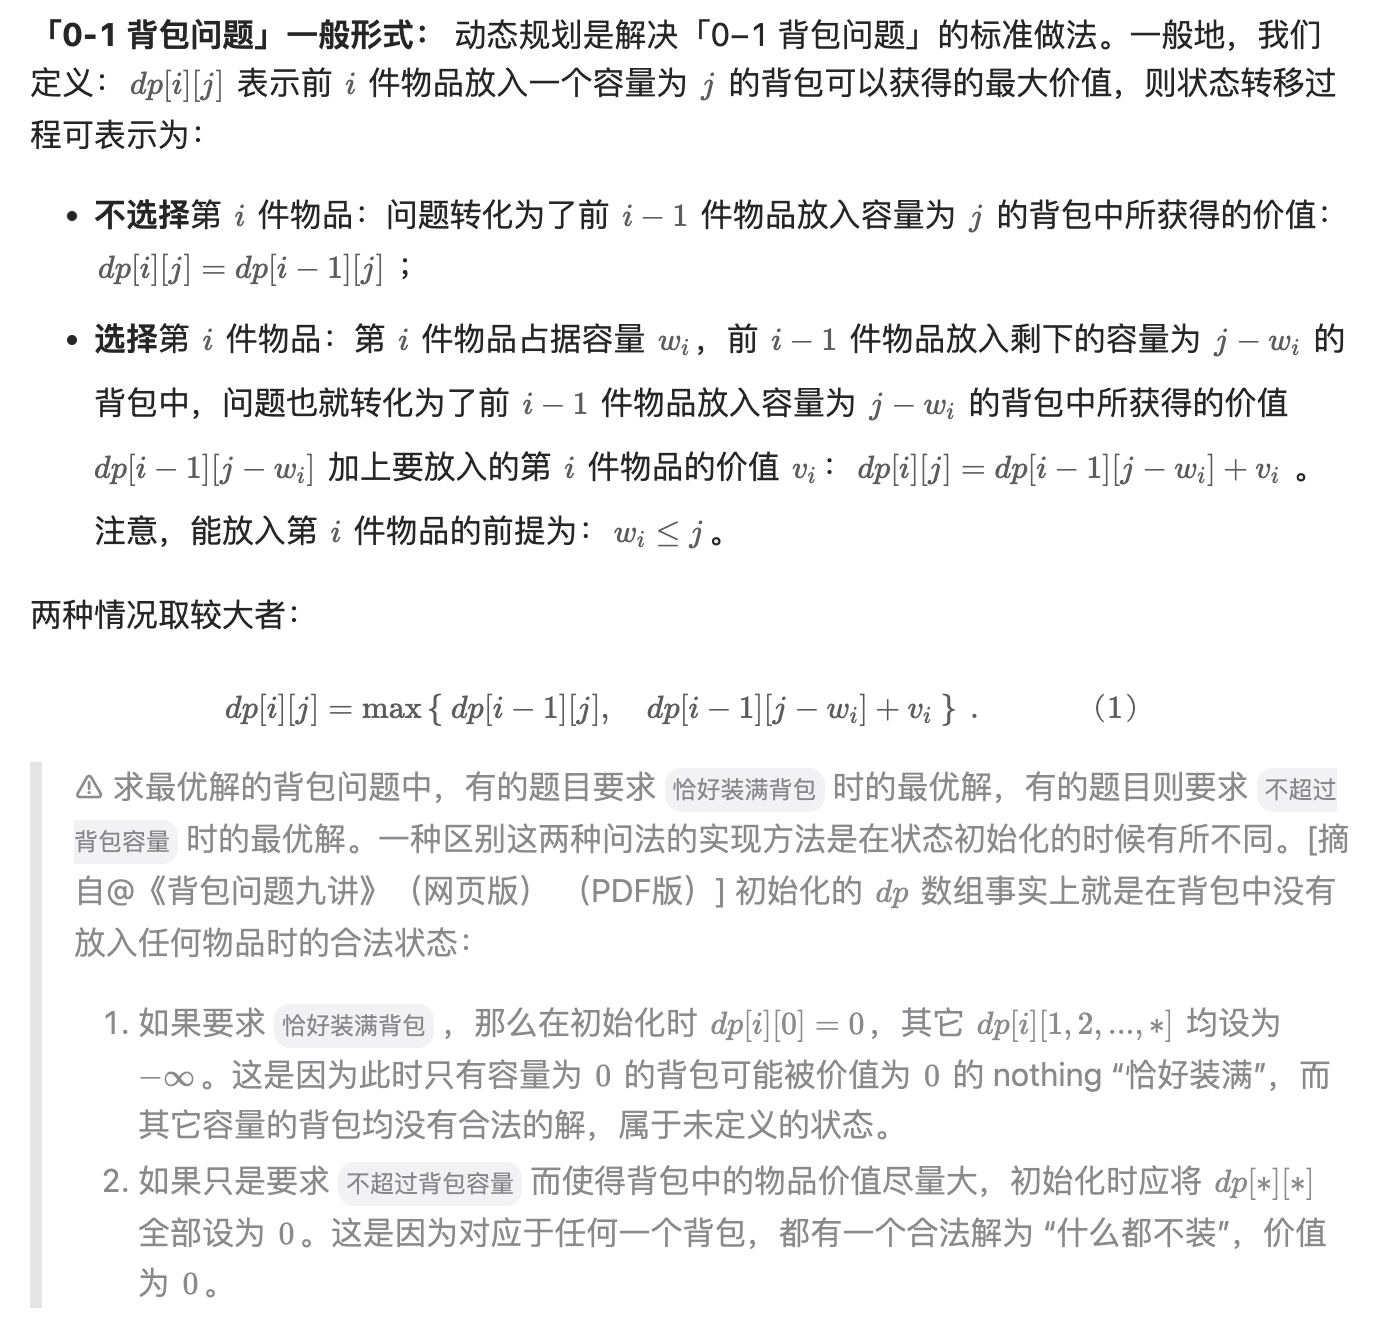 「0-1 背包问题」一般形式： 动态规划是解决「0−1 背包问题」的标准做法。一般地，我们
定义： dp[i][j] 表示前 i 件物品放入一个容量为 j 的背包可以获得的最大价值，则状态转移过
程可表示为：
• 不选择第 i 件物品：问题转化为了前 i − 1 件物品放入容量为 j 的背包中所获得的价值：
dp[i][j] = dp[i − 1][j] ；
• 选择第 i 件物品：第 i 件物品占据容量 wᵢ，前 i − 1 件物品放入剩下的容量为 j − wᵢ 的
背包中，问题也就转化为了前 i − 1 件物品放入容量为 j − wᵢ 的背包中所获得的价值
dp[i − 1][j − wᵢ] 加上要放入的第 i 件物品的价值 vᵢ： dp[i][j] = dp[i − 1][j − wᵢ] + vᵢ 。
注意，能放入第 i 件物品的前提为： wᵢ ≤ j 。
两种情况取较大者：
dp[i][j] = max { dp[i − 1][j], dp[i − 1][j − wᵢ] + vᵢ } . （1）
⚠ 求最优解的背包问题中，有的题目要求 恰好装满背包 时的最优解，有的题目则要求 不超过
背包容量 时的最优解。一种区别这两种问法的实现方法是在状态初始化的时候有所不同。[摘
自@《背包问题九讲》（网页版） （PDF版）] 初始化的 dp 数组事实上就是在背包中没有
放入任何物品时的合法状态：
1. 如果要求 恰好装满背包 ，那么在初始化时 dp[i][0] = 0，其它 dp[i][1, 2, ..., ∗] 均设为
−∞ 。这是因为此时只有容量为 0 的背包可能被价值为 0 的 nothing “恰好装满”，而
其它容量的背包均没有合法的解，属于未定义的状态。
2. 如果只是要求 不超过背包容量 而使得背包中的物品价值尽量大，初始化时应将 dp[∗][∗]
全部设为 0 。这是因为对应于任何一个背包，都有一个合法解为 “什么都不装”，价值
为 0 。